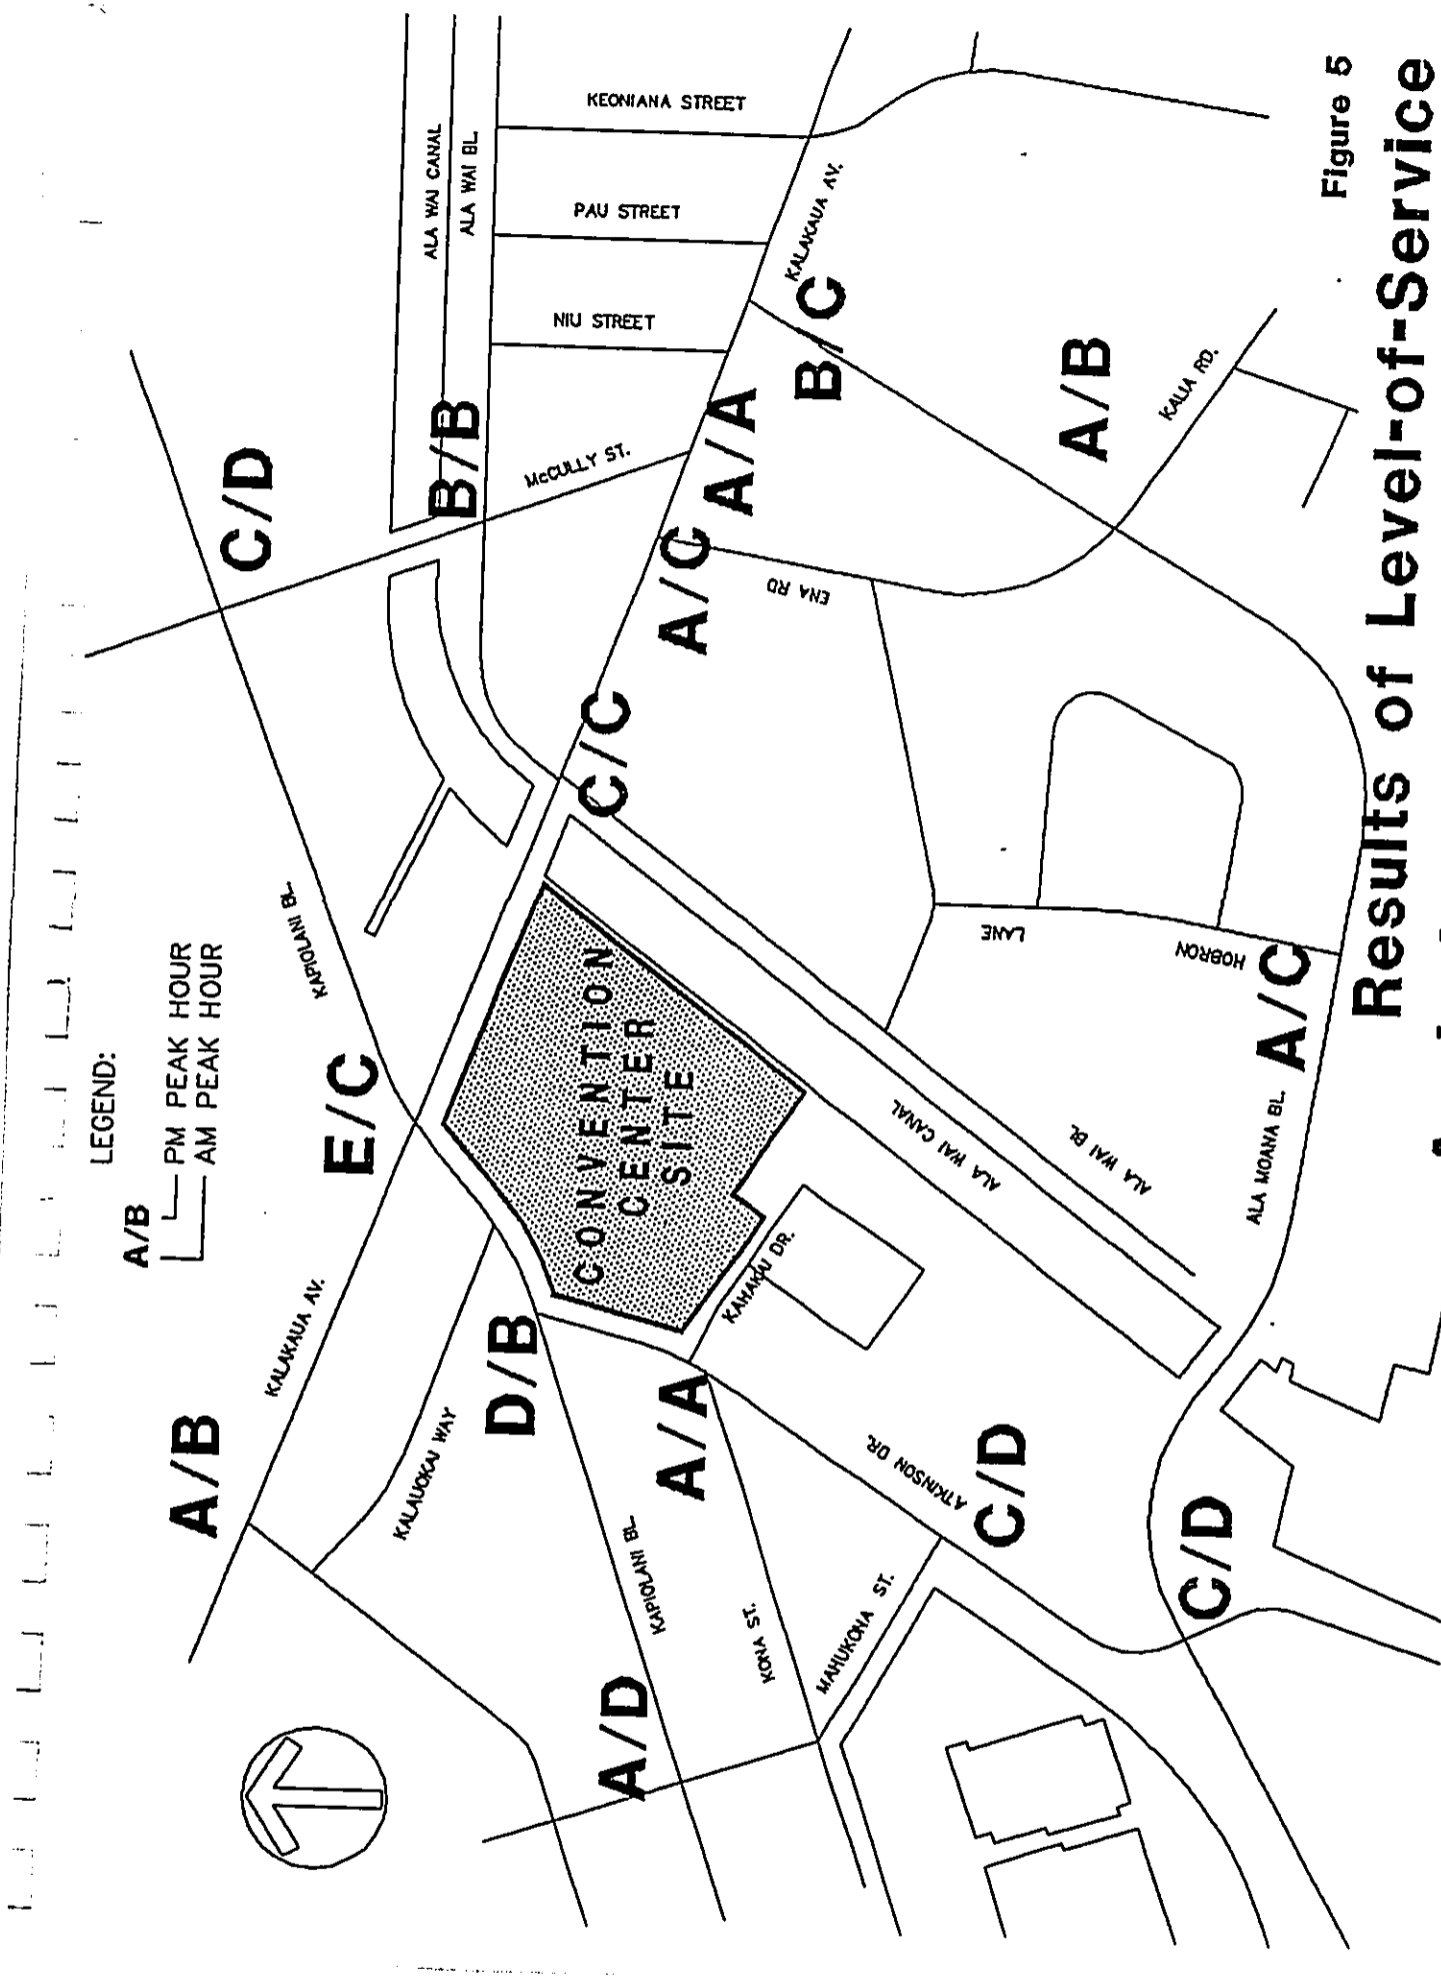 LEGEND:
A/B
PM PEAK HOUR
AM PEAK HOUR
C/D
ALA WAI CANAL
ALA WAI BL.
B/B
KEONIANA STREET
PAU STREET
NIU STREET
McCULLY ST.
KAPIOLANI BL.
E/C
A/B
KALAKAUA AV.
KALAUOKAI WAY
D/B
CONVENTION
CENTER
SITE
C/C
A/C
A/A
KALAKAUA AV.
B/C
ENA RD
A/B
KALIA RD.
KAHAKAI DR.
A/A
KAPIOLANI BL.
A/D
KONA ST.
MAHUKONA ST.
ATKINSON DR.
C/D
ALA WAI CANAL
ALA WAI BL.
LANE
HOBRON
A/C
ALA MOANA BL.
C/D
Figure 5
Results of Level-of-Service